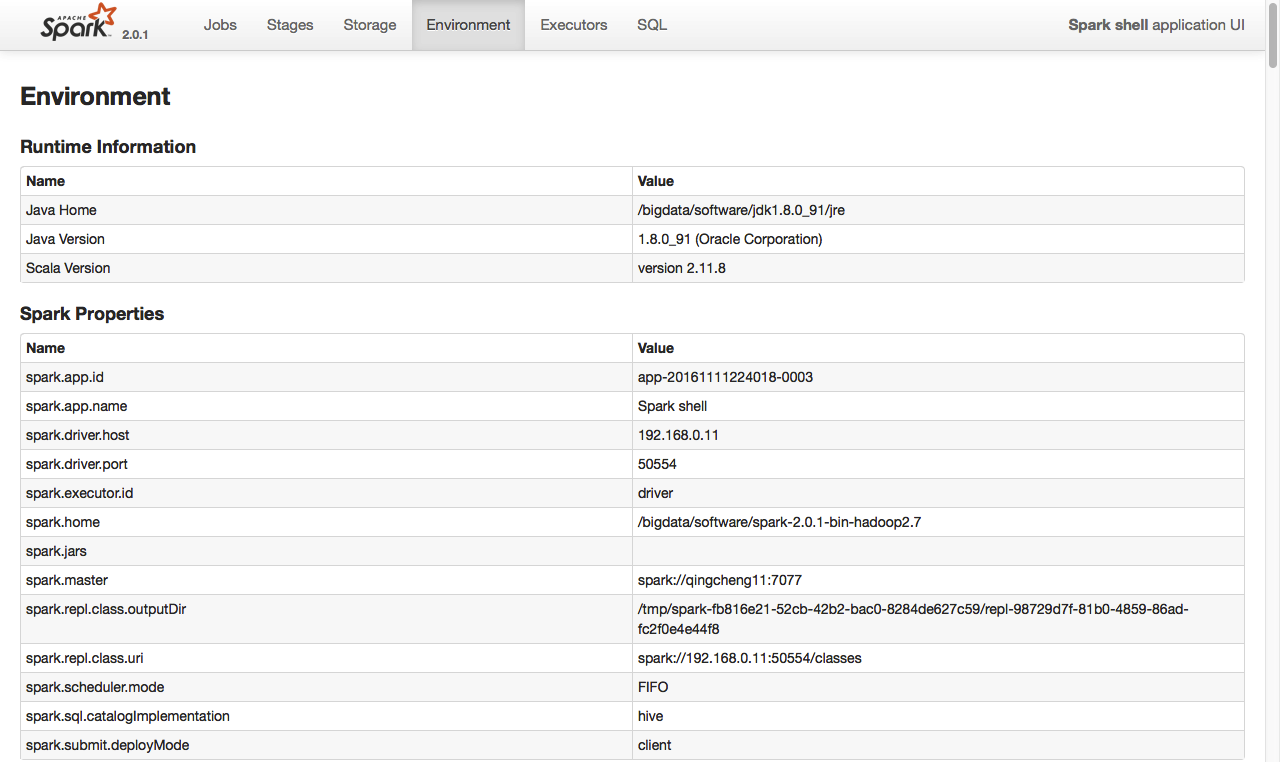 APACHE
Spark 2.0.1 Jobs Stages Storage Environment Executors SQL Spark shell application UI
Environment
Runtime Information
Name Value
Java Home /bigdata/software/jdk1.8.0_91/jre
Java Version 1.8.0_91 (Oracle Corporation)
Scala Version version 2.11.8
Spark Properties
Name Value
spark.app.id app-20161111224018-0003
spark.app.name Spark shell
spark.driver.host 192.168.0.11
spark.driver.port 50554
spark.executor.id driver
spark.home /bigdata/software/spark-2.0.1-bin-hadoop2.7
spark.jars
spark.master spark://qingcheng11:7077
spark.repl.class.outputDir /tmp/spark-fb816e21-52cb-42b2-bac0-8284de627c59/repl-98729d7f-81b0-4859-86ad-
fc2f0e4e44f8
spark.repl.class.uri spark://192.168.0.11:50554/classes
spark.scheduler.mode FIFO
spark.sql.catalogImplementation hive
spark.submit.deployMode client